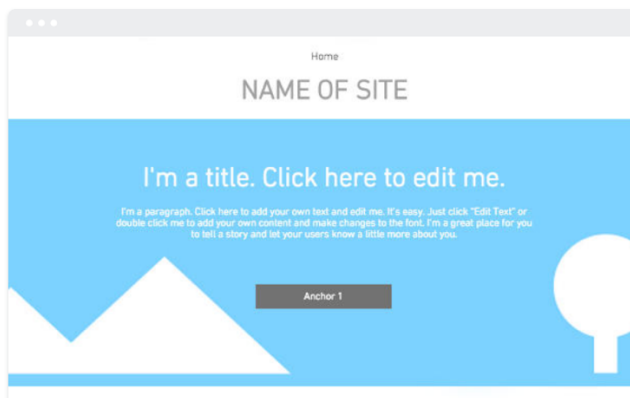 Home
NAME OF SITE
I'm a title. Click here to edit me.
I'm a paragraph. Click here to add your own text and edit me. It's easy. Just click "Edit Text" or
double click me to add your own content and make changes to the font. I'm a great place for you
to tell a story and let your users know a little more about you.
Anchor 1